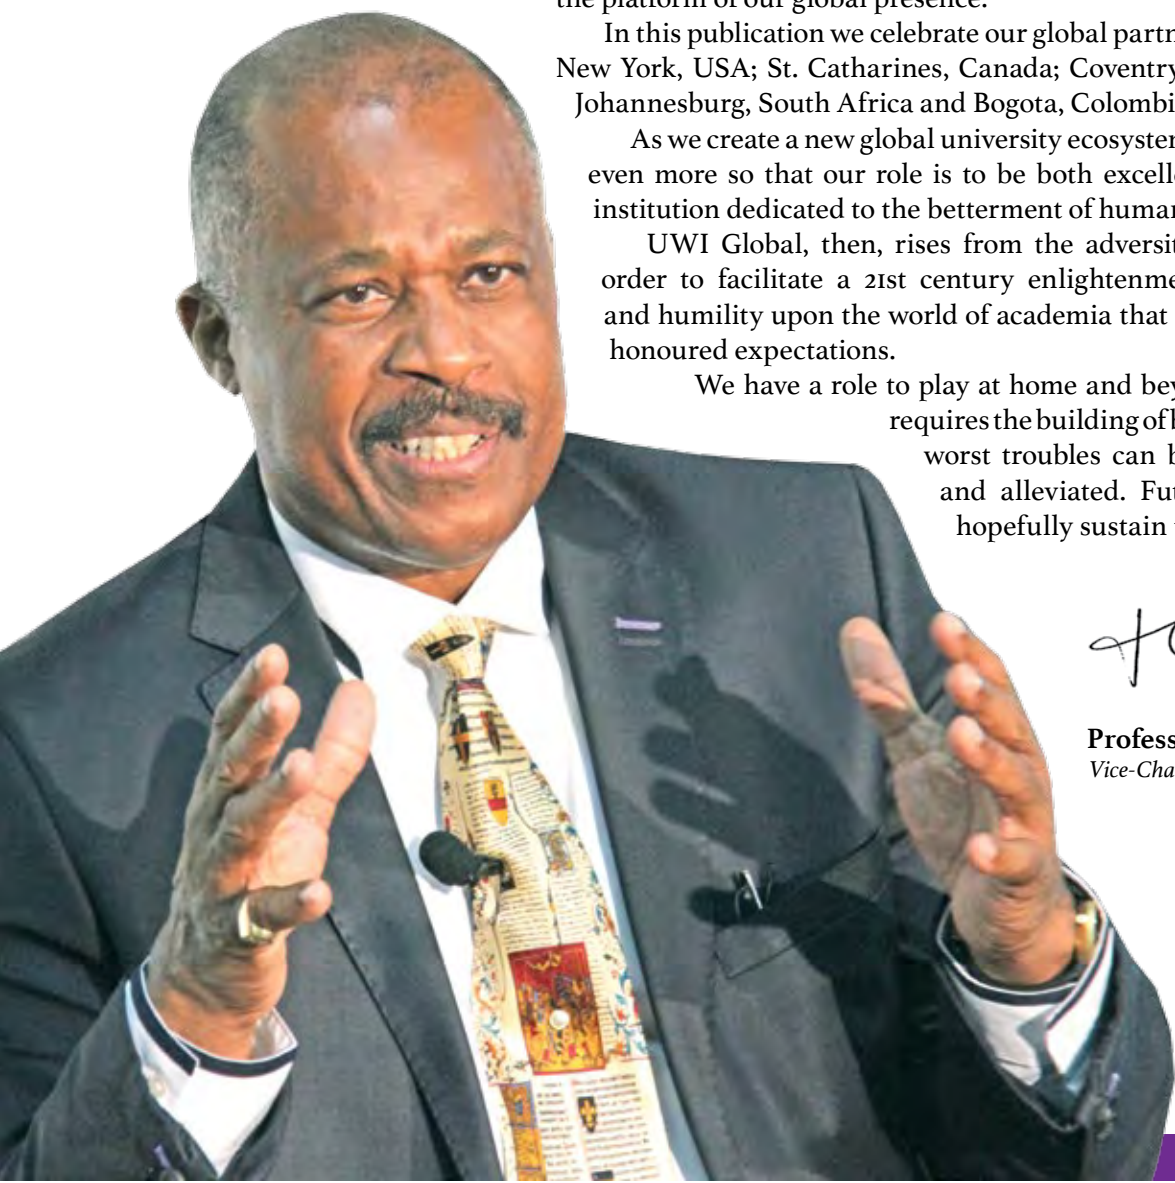 the platform of our global presence.
In this publication we celebrate our global partn
New York, USA; St. Catharines, Canada; Coventry
Johannesburg, South Africa and Bogota, Colombi
As we create a new global university ecosyster
even more so that our role is to be both excell
institution dedicated to the betterment of human
UWI Global, then, rises from the adversit
order to facilitate a 21st century enlightenme
and humility upon the world of academia that
honoured expectations.
We have a role to play at home and bey
requires the building of b
worst troubles can b
and alleviated. Fut
hopefully sustain
Profess
Vice-Cha